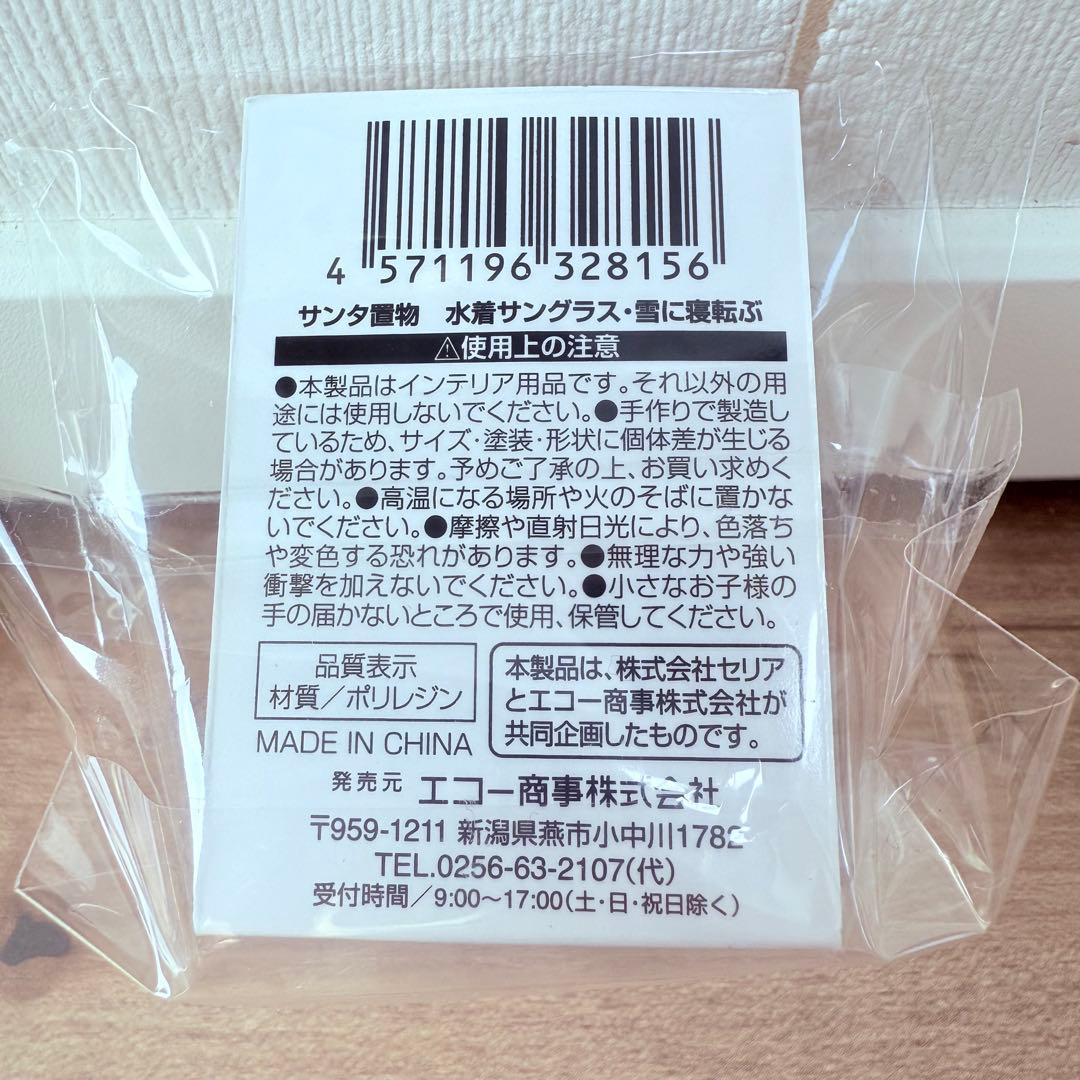 4 571196 328156
サンタ置物 水着サングラス・雪に寝転ぶ
⚠使用上の注意
●本製品はインテリア用品です。それ以外の用
途には使用しないでください。●手作りで製造し
ているため、サイズ・塗装・形状に個体差が生じる
場合があります。予めご了承の上、お買い求めく
ださい。●高温になる場所や火のそばに置かな
いでください。●摩擦や直射日光により、色落ち
や変色する恐れがあります。●無理な力や強い
衝撃を加えないでください。●小さなお子様の
手の届かないところで使用、保管してください。
品質表示
材質／ポリレジン
MADE IN CHINA
本製品は、株式会社セリア
とエコー商事株式会社が
共同企画したものです。
発売元 エコー商事株式会社
〒959-1211 新潟県燕市小中川1782
TEL.0256-63-2107(代)
受付時間／9:00〜17:00(土・日・祝日除く)